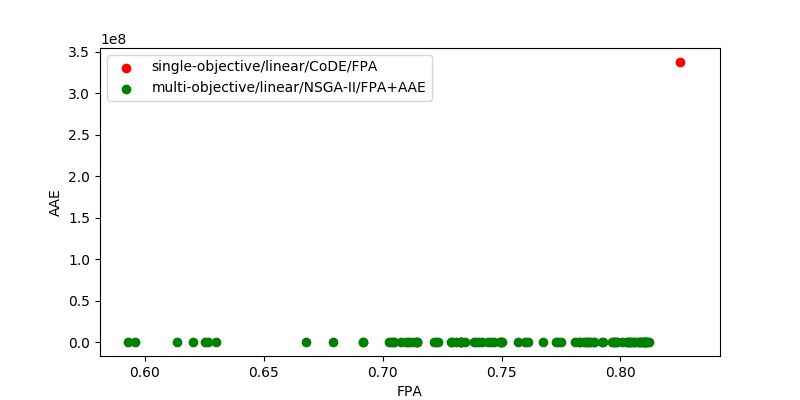 1e8
3.5
3.0
2.5
2.0
1.5
1.0
0.5
0.0
AAE
single-objective/linear/CoDE/FPA
multi-objective/linear/NSGA-II/FPA+AAE
0.60 0.65 0.70 0.75 0.80
FPA